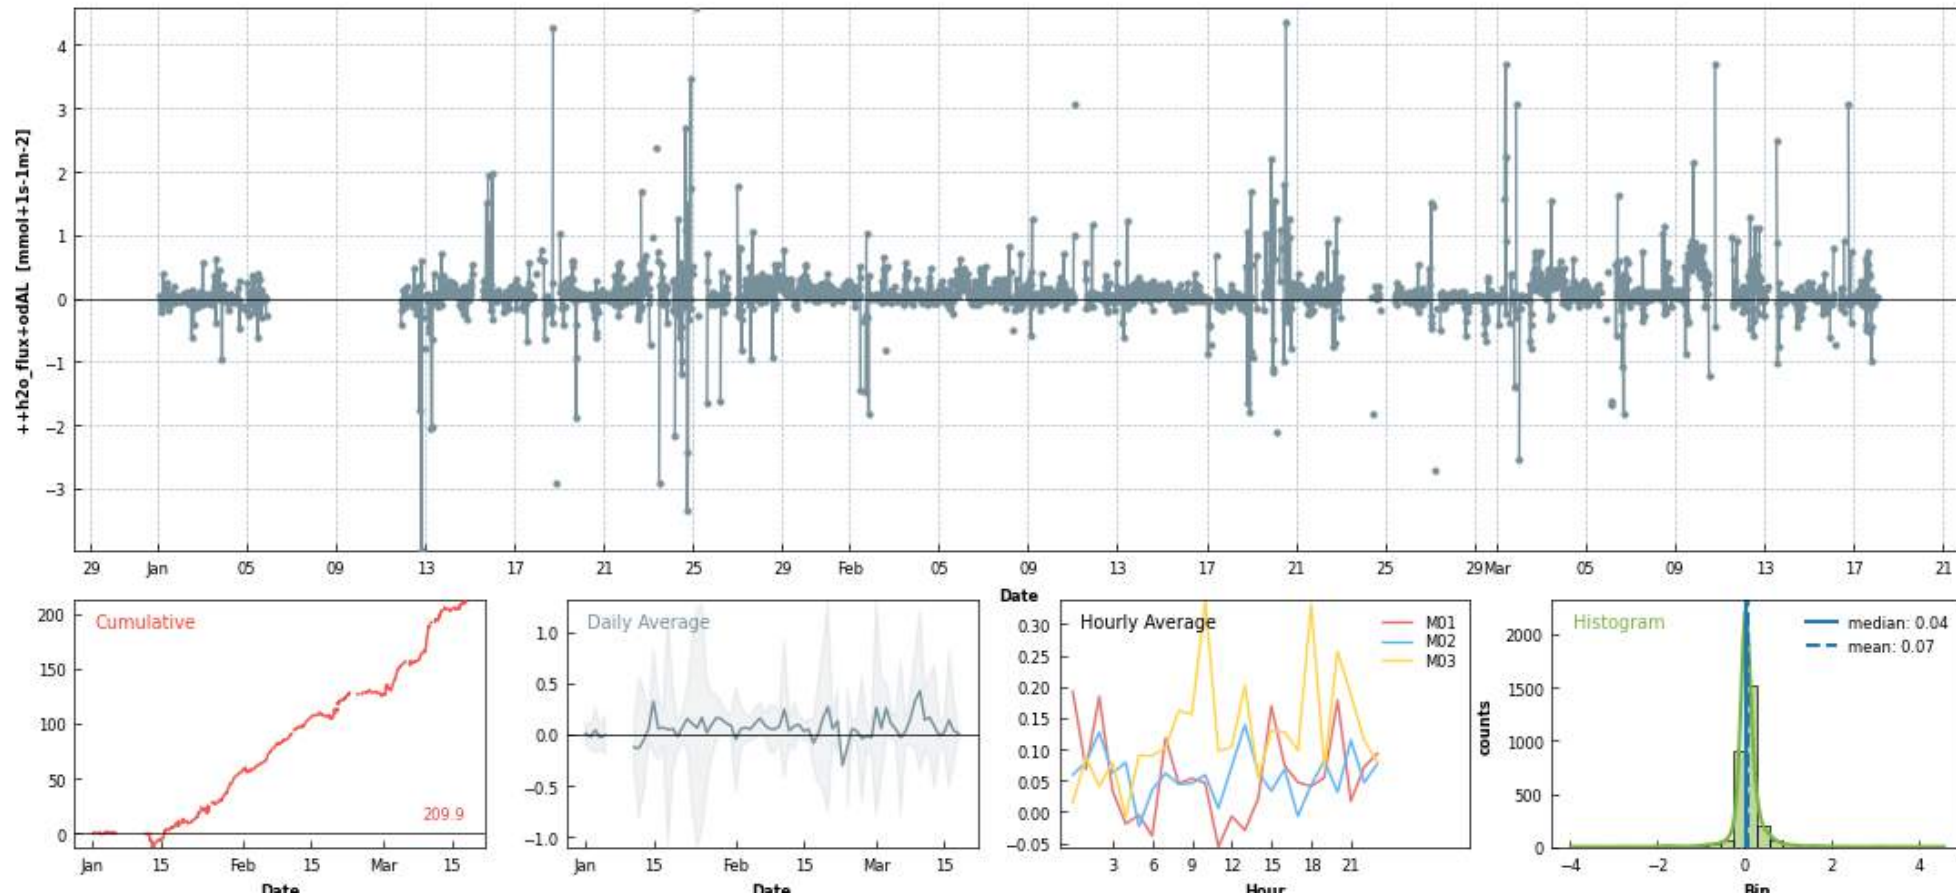 ++h2o_flux+odAL [mmol+1s-1m-2]
4
3
2
1
0
−1
−2
−3
29 Jan 05 09 13 17 21 25 29 Feb 05 09 13 17 21 25 29 Mar 05 09 13 17 21
Date
Cumulative
200
150
100
50
0
209.9
Jan 15 Feb 15 Mar 15
Date
Daily Average
1.0
0.5
0.0
−0.5
−1.0
Jan 15 Feb 15 Mar 15
Date
Hourly Average
M01
M02
M03
0.30
0.25
0.20
0.15
0.10
0.05
0.00
−0.05
3 6 9 12 15 18 21
Hour
Histogram
median: 0.04
mean: 0.07
counts
2000
1500
1000
500
0
−4 −2 0 2 4
Bin